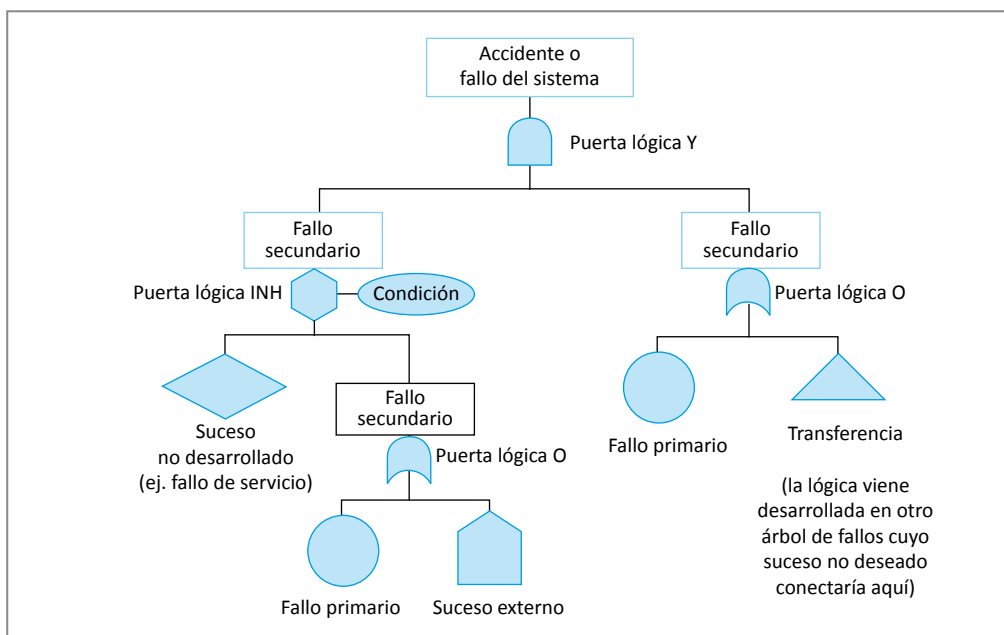 Accidente o
fallo del sistema
Puerta lógica Y
Fallo
secundario
Fallo
secundario
Puerta lógica INH
Condición
Puerta lógica O
Fallo
secundario
Suceso
no desarrollado
(ej. fallo de servicio)
Puerta lógica O
Fallo primario
Transferencia
(la lógica viene
desarrollada en otro
árbol de fallos cuyo
suceso no deseado
conectaría aquí)
Fallo primario
Suceso externo